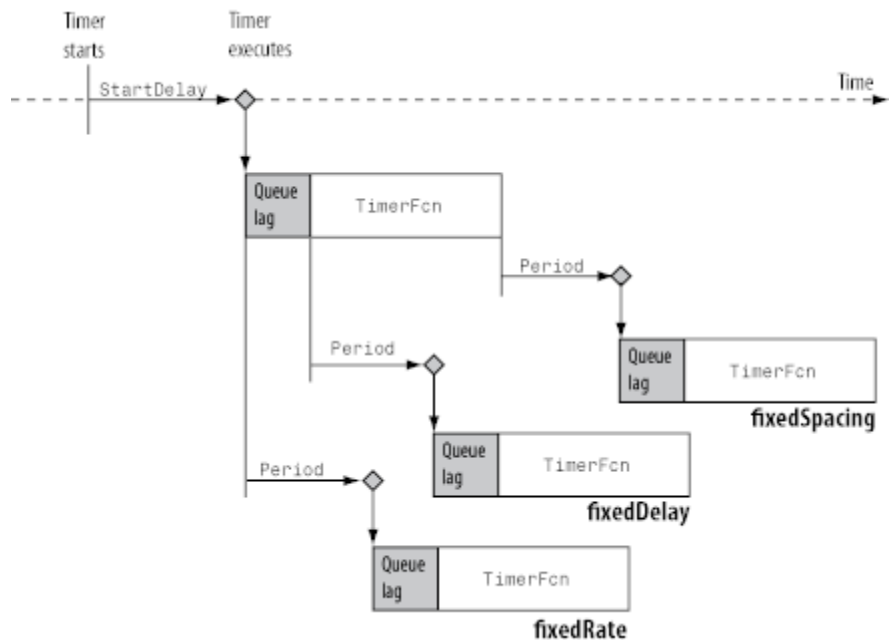 Timer
starts
Timer
executes
StartDelay
Time
Queue
lag
TimerFcn
Period
Queue
lag
TimerFcn
fixedSpacing
Period
Queue
lag
TimerFcn
fixedDelay
Period
Queue
lag
TimerFcn
fixedRate